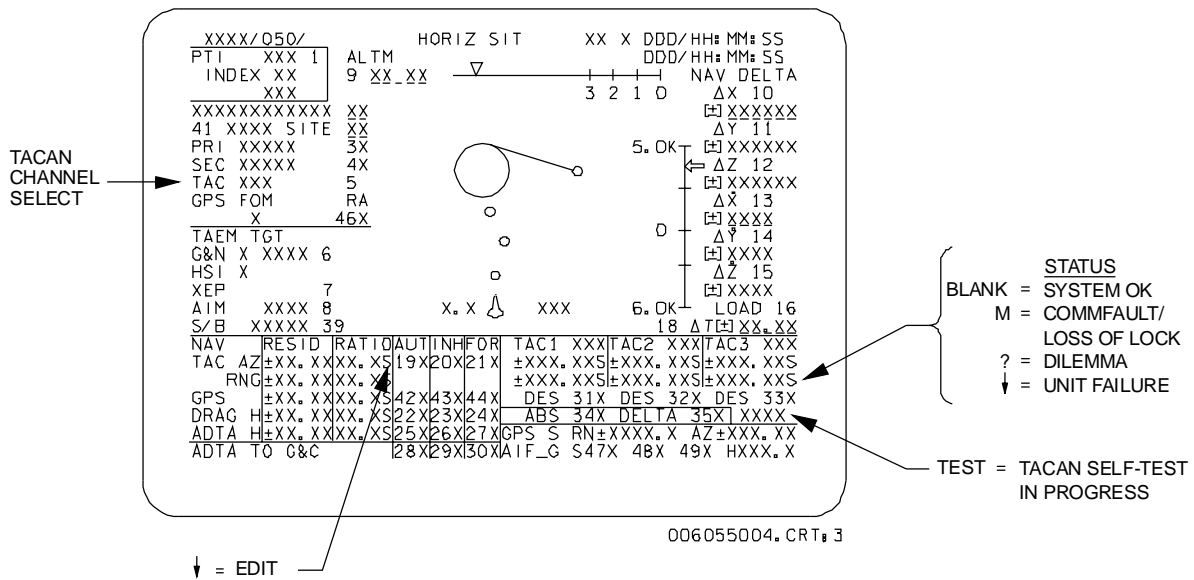 XXXX/050/ HORIZ SIT XX X DDD/HH:MM:SS
PTI XXX 1 ALTM DDD/HH:MM:SS
INDEX XX 9 XX.XX NAV DELTA
XXX 3 2 1 0 ΔX 10
XXXXXXXXXXXX XX [±]XXXXXX
41 XXXX SITE XX ΔY 11
PRI XXXXX 3X 5.0K [±]XXXXXX
SEC XXXXX 4X ΔZ 12
TAC XXX 5 [±]XXXXXX
GPS FOM RA ΔẊ 13
X 46X [±]XXXX
TAEM TGT 0 ΔẎ 14
G&N X XXXX 6 [±]XXXX
HSI X ΔŻ 15
XEP 7 [±]XXXX
AIM XXXX 8 X.X XXX 6.0K LOAD 16
S/B XXXXX 39 18 ΔT[±] XX.XX
NAV RESID RATIO AUT INH FOR TAC1 XXX TAC2 XXX TAC3 XXX
TAC AZ ±XX.XX XX.XS 19X 20X 21X ±XXX.XXS ±XXX.XXS ±XXX.XXS
RNG ±XX.XX XX.XS ±XXX.XXS ±XXX.XXS ±XXX.XXS
GPS ±XX.XX XX.XS 42X 43X 44X DES 31X DES 32X DES 33X
DRAG H ±XX.XX XX.XS 22X 23X 24X ABS 34X DELTA 35X XXXX
ADTA H ±XX.XX XX.XS 25X 26X 27X GPS S RN±XXXX.X AZ±XXX.XX
ADTA TO G&C 28X 29X 30X AIF_G S47X 48X 49X HXXX.X
006055004.CRT;3
TACAN
CHANNEL
SELECT
STATUS
BLANK = SYSTEM OK
M = COMMFAULT/
LOSS OF LOCK
? = DILEMMA
↓ = UNIT FAILURE
TEST = TACAN SELF-TEST
IN PROGRESS
↓ = EDIT